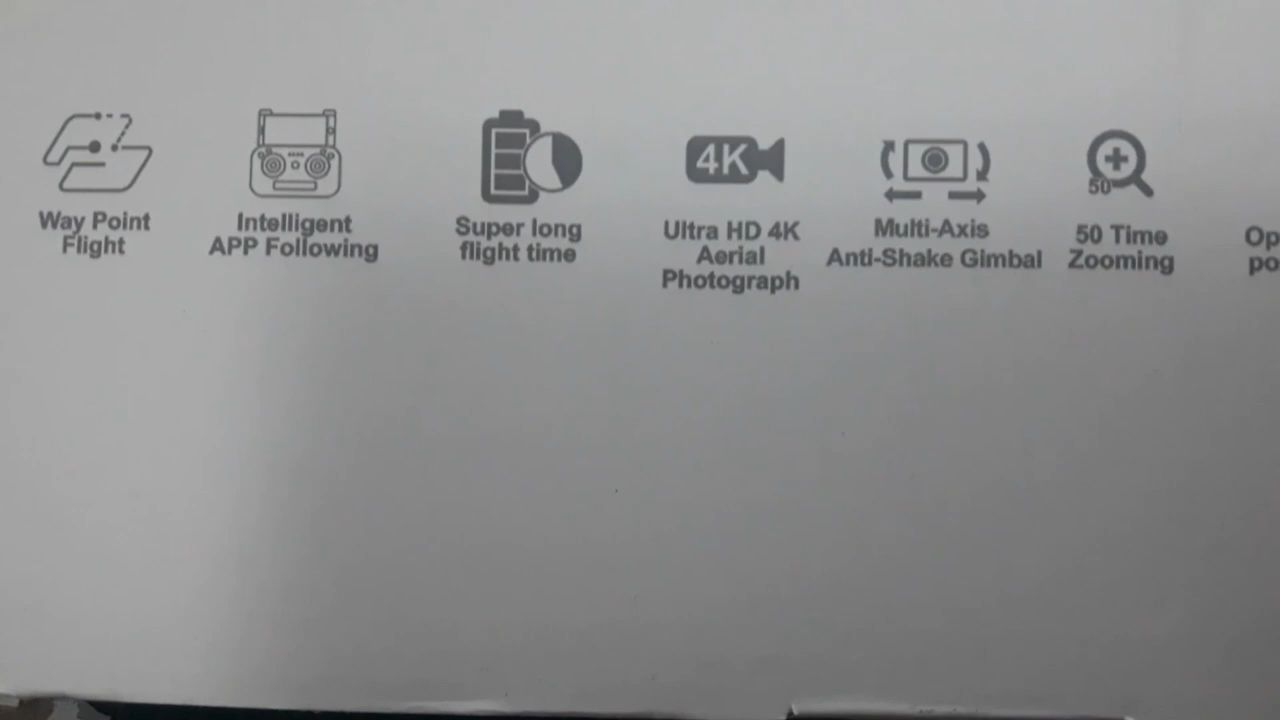 Way Point
Flight
Intelligent
APP Following
Super long
flight time
4K
Ultra HD 4K
Aerial
Photograph
Multi-Axis
Anti-Shake Gimbal
50
50 Time
Zooming